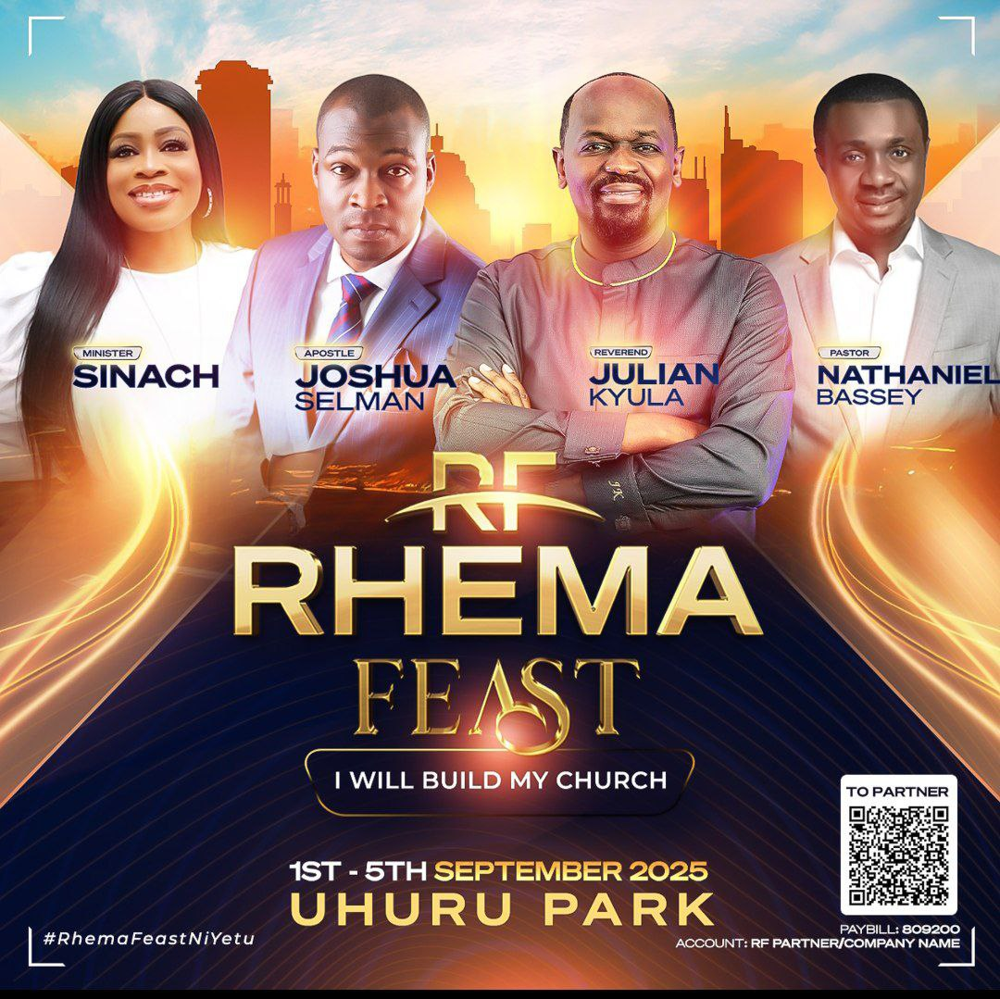 MINISTER
SINACH
APOSTLE
JOSHUA
SELMAN
REVEREND
JULIAN
KYULA
PASTOR
NATHANIEL
BASSEY
JK
RF
RHEMA
FEAST
I WILL BUILD MY CHURCH
1ST - 5TH SEPTEMBER 2025
UHURU PARK
#RhemaFeastNiYetu
TO PARTNER
PAYBILL: 809200
ACCOUNT: RF PARTNER/COMPANY NAME